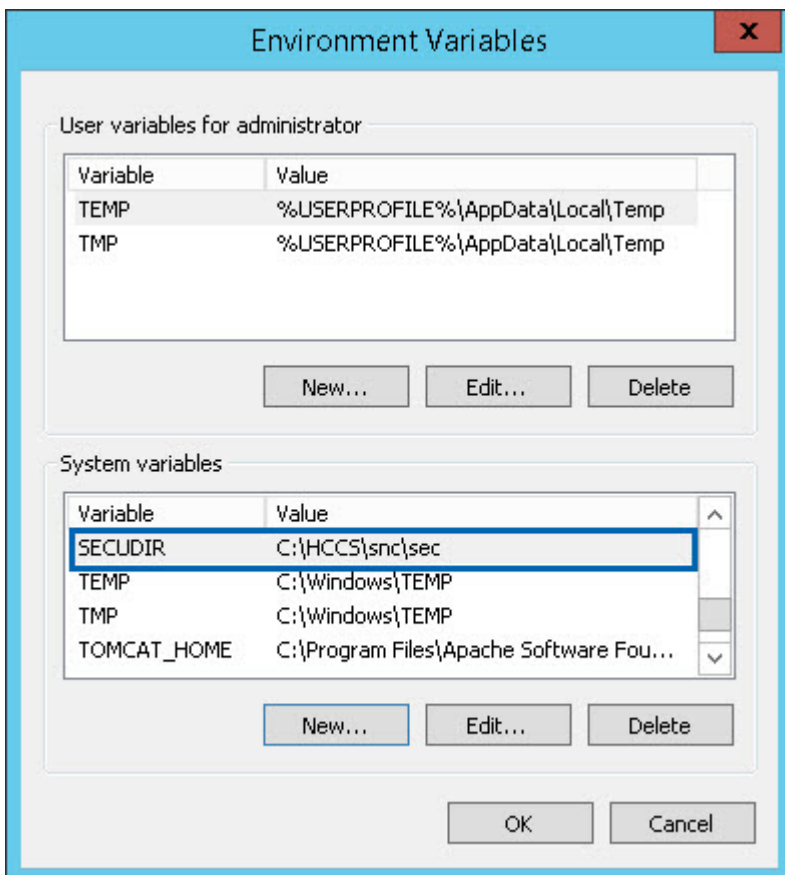 Environment Variables
x
User variables for administrator
Variable Value
TEMP %USERPROFILE%\AppData\Local\Temp
TMP %USERPROFILE%\AppData\Local\Temp
New... Edit... Delete
System variables
Variable Value
SECUDIR C:\HCCS\snc\sec
TEMP C:\Windows\TEMP
TMP C:\Windows\TEMP
TOMCAT_HOME C:\Program Files\Apache Software Fou...
New... Edit... Delete
OK Cancel